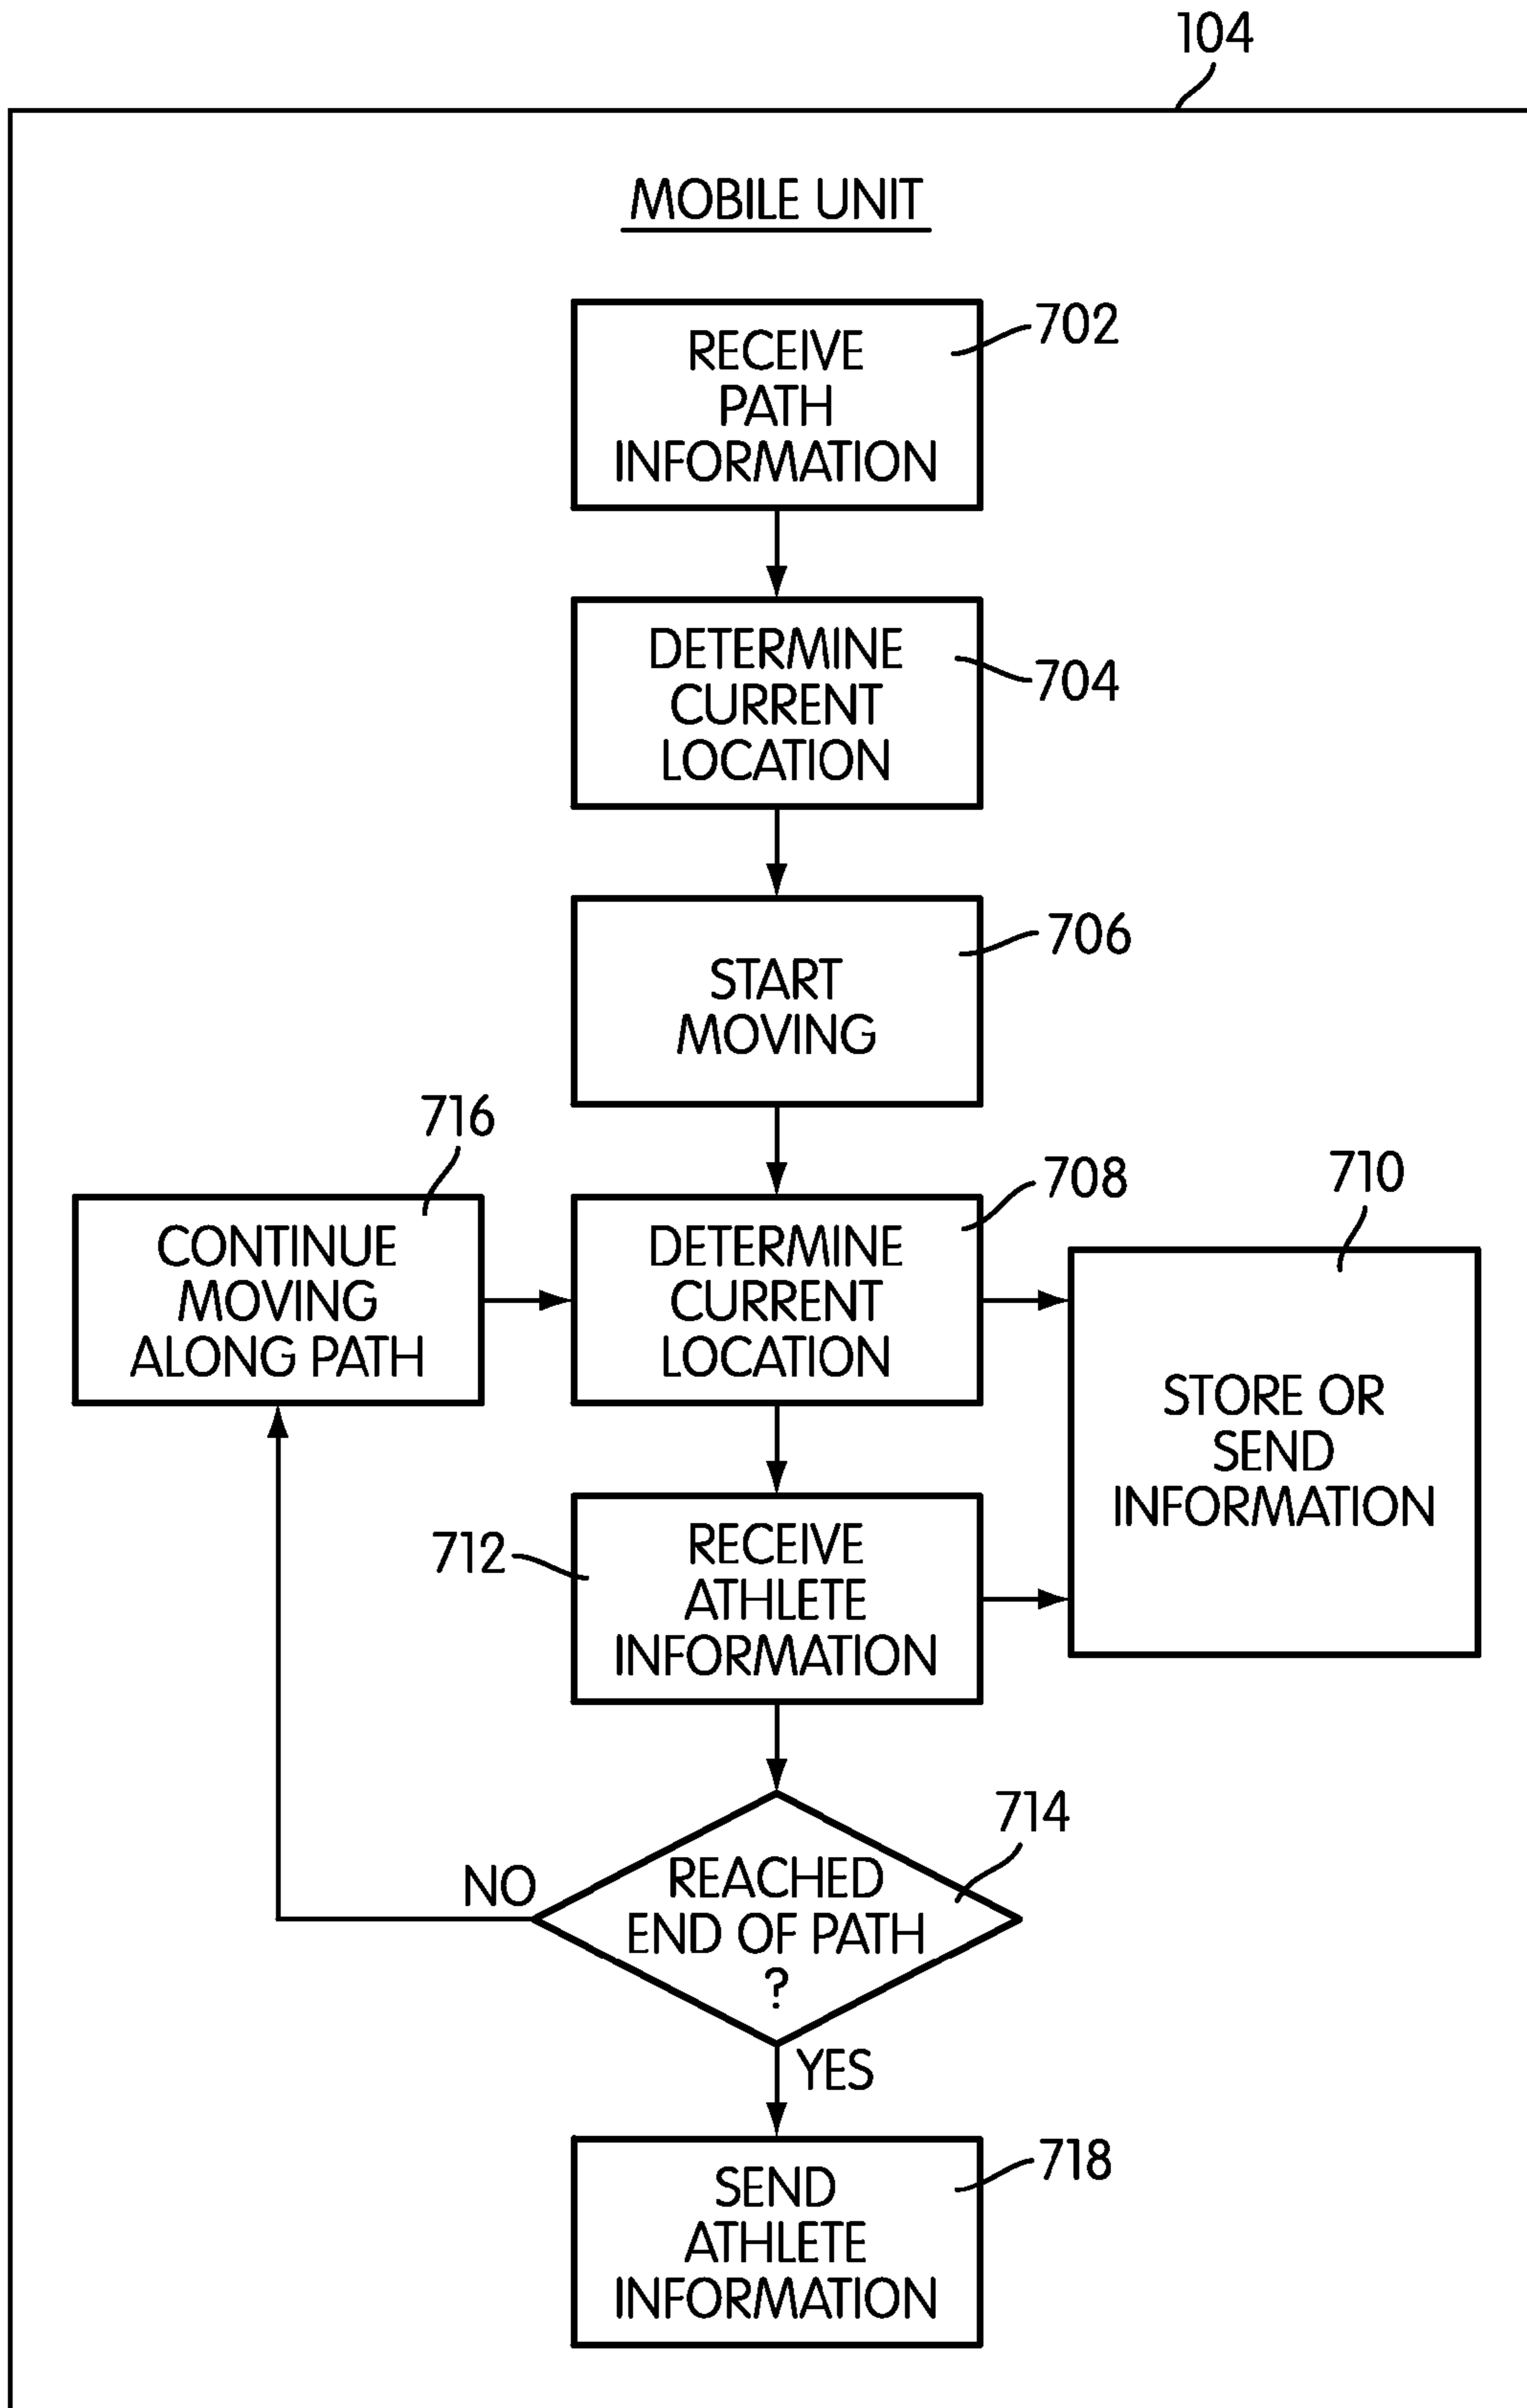 104
MOBILE UNIT
RECEIVE
PATH
INFORMATION
702
DETERMINE
CURRENT
LOCATION
704
START
MOVING
706
716
CONTINUE
MOVING
ALONG PATH
DETERMINE
CURRENT
LOCATION
708
710
STORE OR
SEND
INFORMATION
712
RECEIVE
ATHLETE
INFORMATION
714
NO
REACHED
END OF PATH
?
YES
SEND
ATHLETE
INFORMATION
718